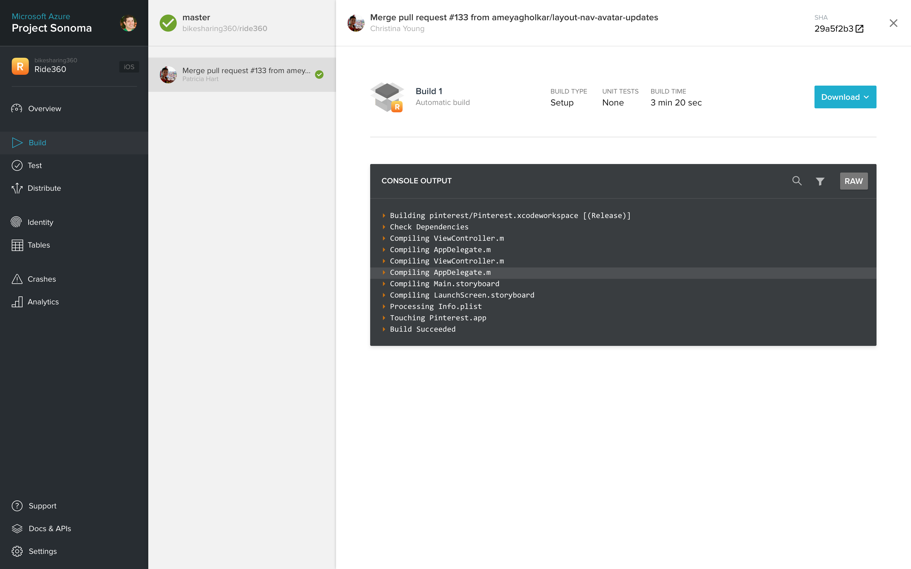 Microsoft Azure
Project Sonoma
bikesharing360
Ride360
iOS
R
Overview
Build
Test
Distribute
Identity
Tables
Crashes
Analytics
Support
Docs & APIs
Settings
master
bikesharing360/ride360
Merge pull request #133 from amey...
Patricia Hart
Merge pull request #133 from ameyagholkar/layout-nav-avatar-updates
Christina Young
SHA
29a5f2b3
R
Build 1
Automatic build
BUILD TYPE
Setup
UNIT TESTS
None
BUILD TIME
3 min 20 sec
Download
CONSOLE OUTPUT
RAW
Building pinterest/Pinterest.xcodeworkspace [(Release)]
Check Dependencies
Compiling ViewController.m
Compiling AppDelegate.m
Compiling ViewController.m
Compiling AppDelegate.m
Compiling Main.storyboard
Compiling LaunchScreen.storyboard
Processing Info.plist
Touching Pinterest.app
Build Succeeded